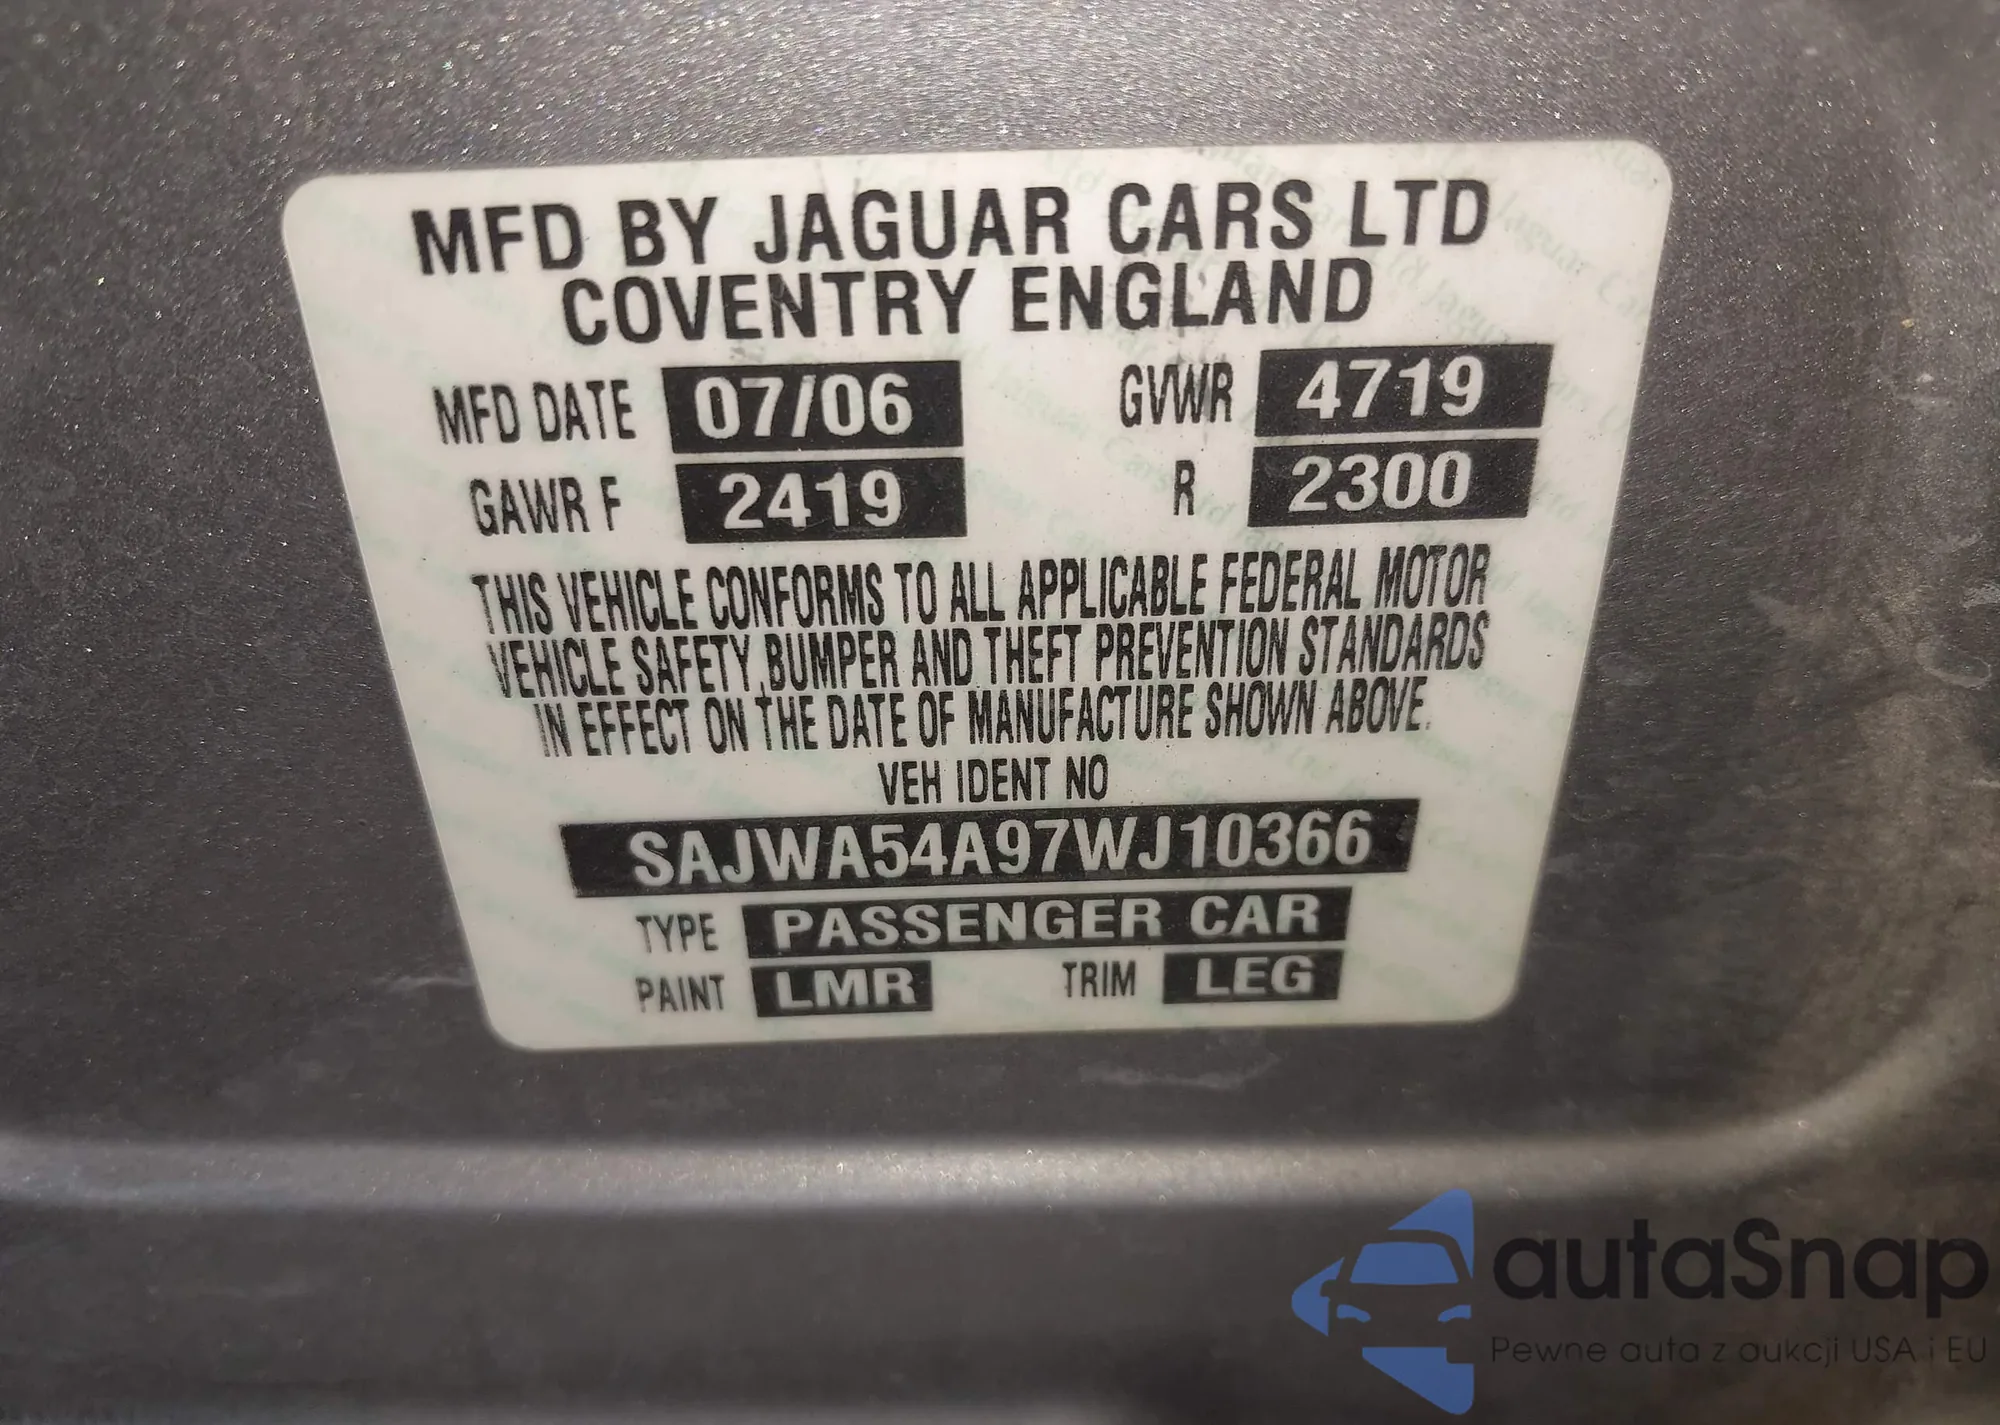 MFD BY JAGUAR CARS LTD
COVENTRY ENGLAND
MFD DATE 07/06 GVWR 4719
GAWR F 2419 R 2300
THIS VEHICLE CONFORMS TO ALL APPLICABLE FEDERAL MOTOR
VEHICLE SAFETY,BUMPER AND THEFT PREVENTION STANDARDS
IN EFFECT ON THE DATE OF MANUFACTURE SHOWN ABOVE.
VEH IDENT NO
SAJWA54A97WJ10366
TYPE PASSENGER CAR
PAINT LMR TRIM LEG
autaSnap
Pewne auta z aukcji USA i EU